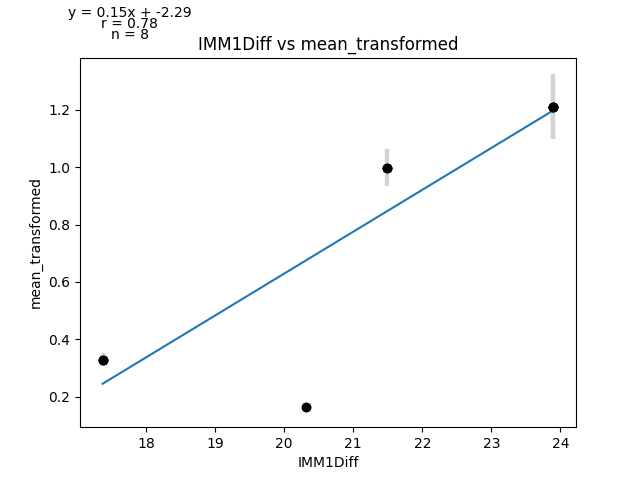 y = 0.15x + -2.29
r = 0.78
n = 8
IMM1Diff vs mean_transformed
1.2
1.0
0.8
0.6
0.4
0.2
mean_transformed
18 19 20 21 22 23 24
IMM1Diff